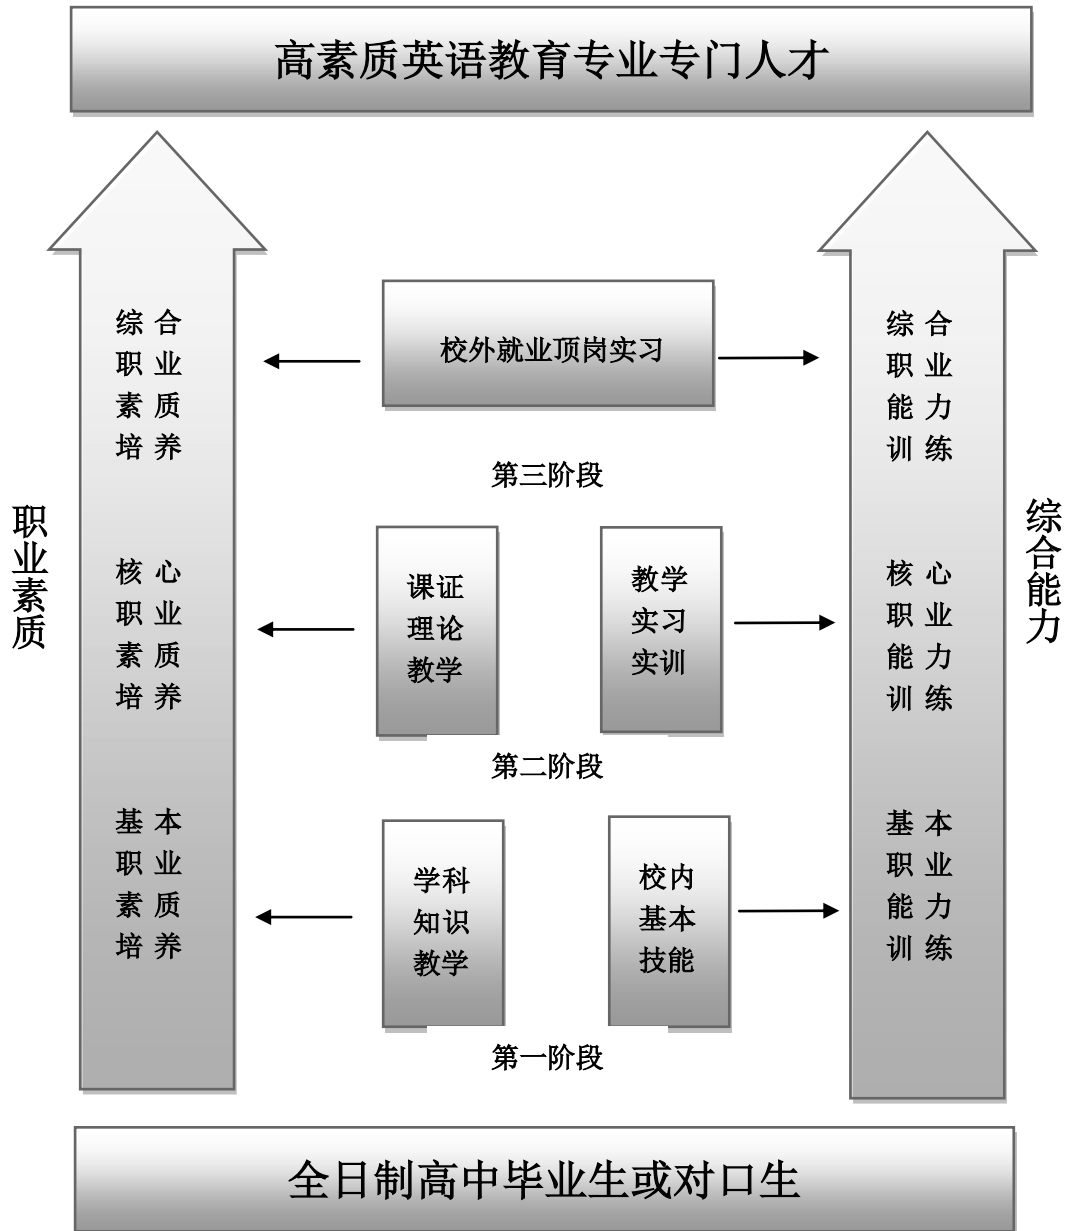 高素质英语教育专业专门人才
综合
职业
素质
培养
校外就业顶岗实习
综合
职业
能力
训练
第三阶段
职业素质
核心
职业
素质
培养
课证
理论
教学
教学
实习
实训
核心
职业
能力
训练
综合能力
第二阶段
基本
职业
素质
培养
学科
知识
教学
校内
基本
技能
基本
职业
能力
训练
第一阶段
全日制高中毕业生或对口生